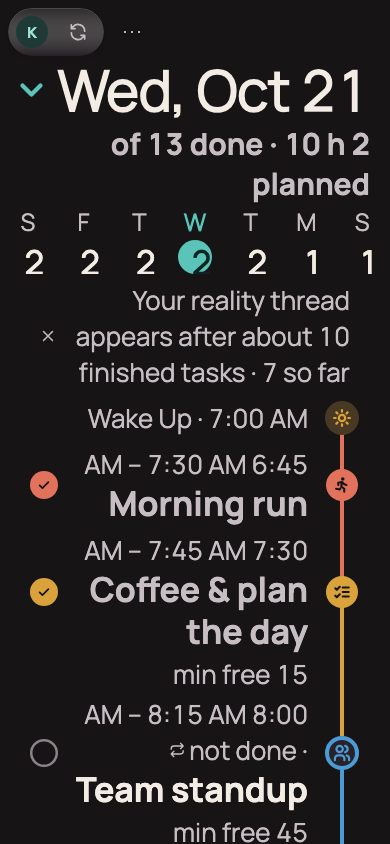 K
...
Wed, Oct 21
of 13 done · 10 h 2
planned
S F T W T M S
2 2 2 2 2 1 1
Your reality thread
× appears after about 10
finished tasks · 7 so far
Wake Up · 7:00 AM
AM – 7:30 AM 6:45
Morning run
AM – 7:45 AM 7:30
Coffee & plan
the day
min free 15
AM – 8:15 AM 8:00
not done ·
Team standup
min free 45